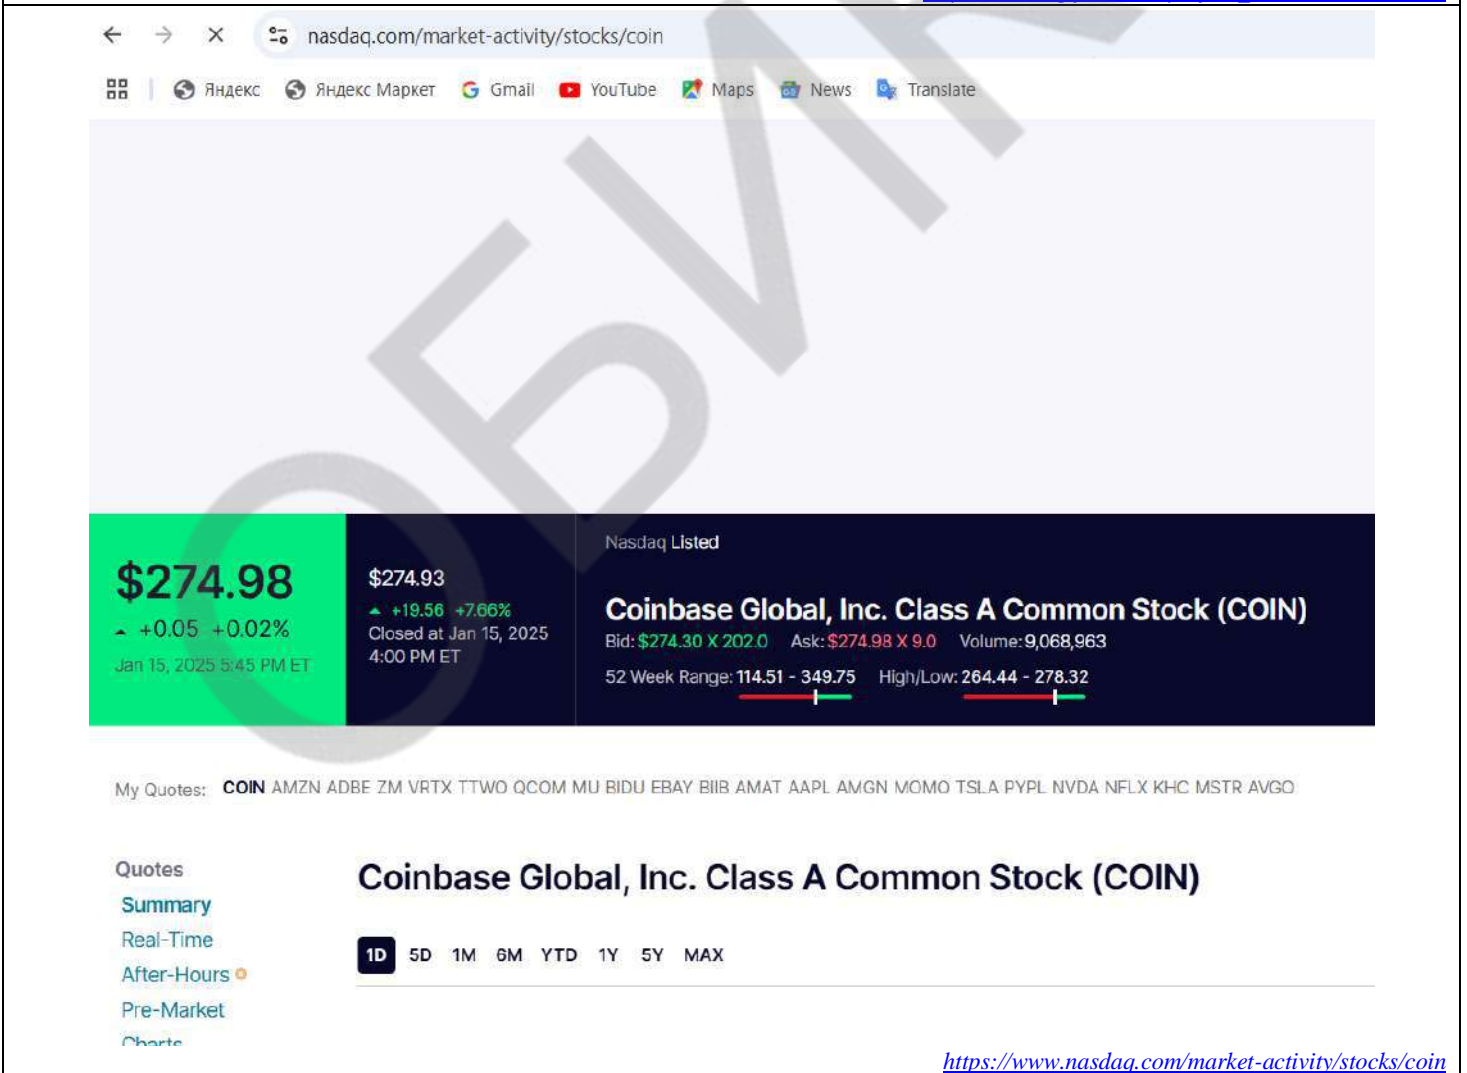 nasdaq.com/market-activity/stocks/coin
Яндекс Яндекс Маркет Gmail YouTube Maps News Translate
ОБИ
Nasdaq Listed
$274.98
+0.05 +0.02%
Jan 15, 2025 5:45 PM ET
$274.93
+19.56 +7.66%
Closed at Jan 15, 2025
4:00 PM ET
Coinbase Global, Inc. Class A Common Stock (COIN)
Bid: $274.30 X 202.0 Ask: $274.98 X 9.0 Volume: 9,068,963
52 Week Range: 114.51 - 349.75 High/Low: 264.44 - 278.32
My Quotes: COIN AMZN ADBE ZM VRTX TTWO QCOM MU BIDU EBAY BIIB AMAT AAPL AMGN MOMO TSLA PYPL NVDA NFLX KHC MSTR AVGO
Quotes
Summary
Real-Time
After-Hours
Pre-Market
Charts
Coinbase Global, Inc. Class A Common Stock (COIN)
1D 5D 1M 6M YTD 1Y 5Y MAX
https://www.nasdaq.com/market-activity/stocks/coin